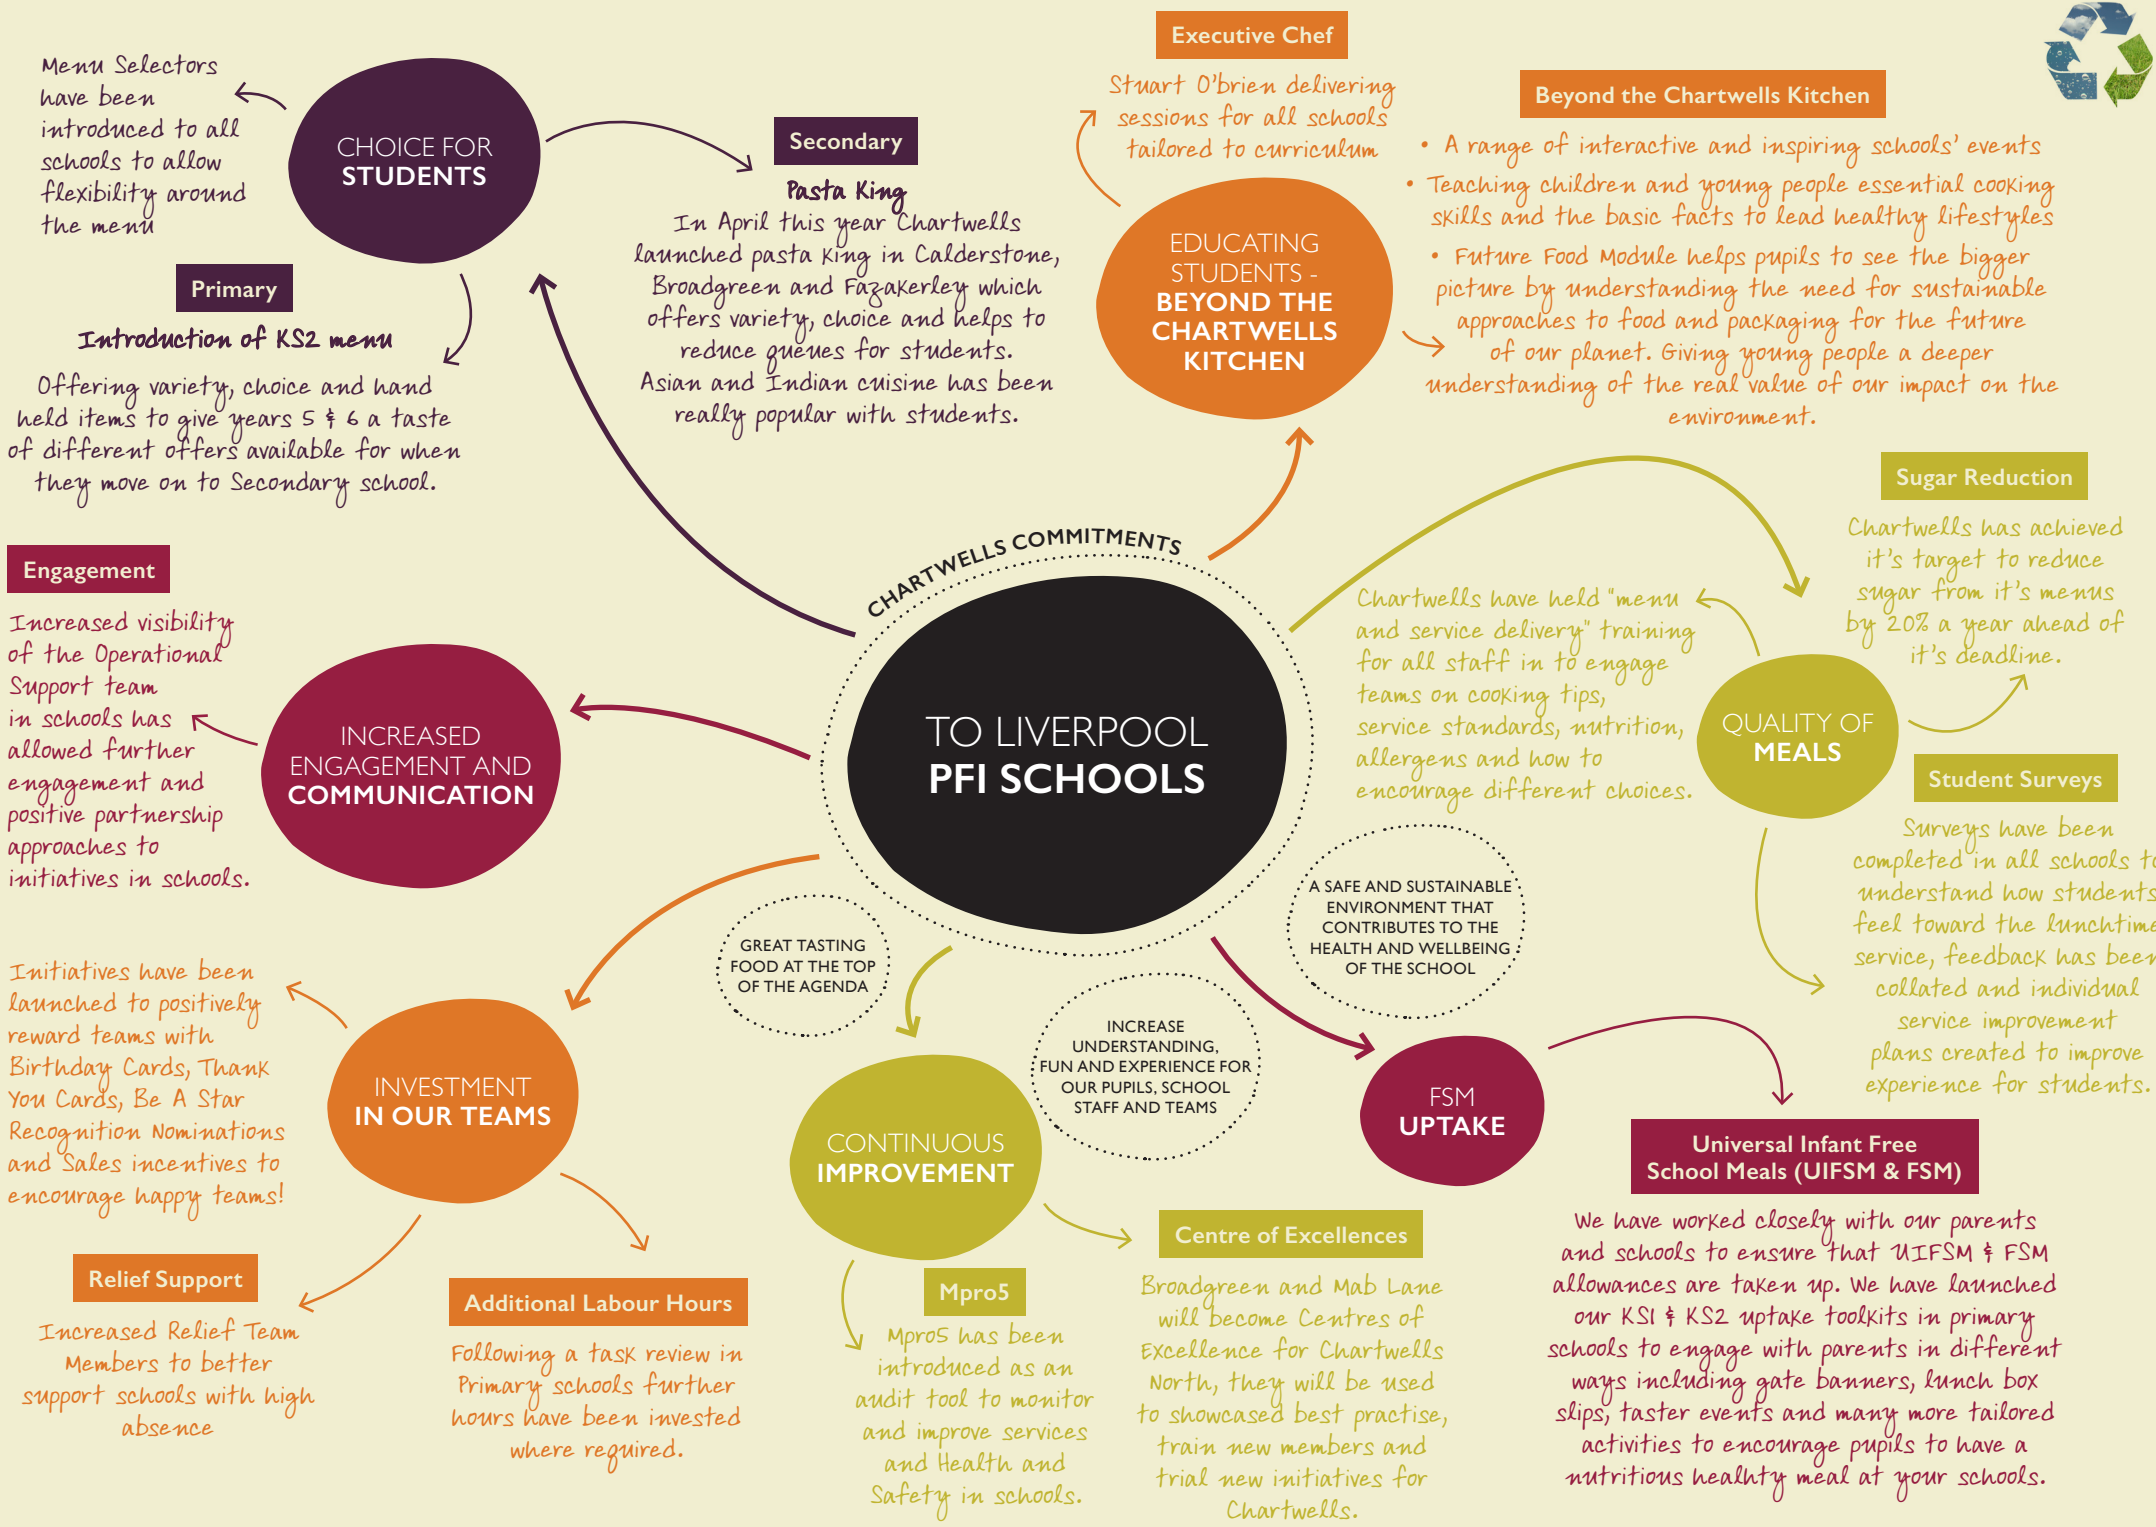 Menu Selectors
have been
introduced to all
schools to allow
flexibility around
the menu
CHOICE FOR
STUDENTS
Primary
Introduction of KS2 menu
Offering variety, choice and hand
held items to give years 5 & 6 a taste
of different offers available for when
they move on to Secondary school.
Secondary
Pasta King
In April this year Chartwells
launched pasta King in Calderstone,
Broadgreen and Fazakerley which
offers variety, choice and helps to
reduce queues for students.
Asian and Indian cuisine has been
really popular with students.
Executive Chef
Stuart O'brien delivering
sessions for all schools
tailored to curriculum
EDUCATING
STUDENTS -
BEYOND THE
CHARTWELLS
KITCHEN
Beyond the Chartwells Kitchen
• A range of interactive and inspiring schools' events
• Teaching children and young people essential cooking
skills and the basic facts to lead healthy lifestyles
• Future Food Module helps pupils to see the bigger
picture by understanding the need for sustainable
approaches to food and packaging for the future
of our planet. Giving young people a deeper
understanding of the real value of our impact on the
environment.
CHARTWELLS COMMITMENTS
TO LIVERPOOL
PFI SCHOOLS
Engagement
Increased visibility
of the Operational
Support team
in schools has
allowed further
engagement and
positive partnership
approaches to
initiatives in schools.
INCREASED
ENGAGEMENT AND
COMMUNICATION
Chartwells have held "menu
and service delivery" training
for all staff in to engage
teams on cooking tips,
service standards, nutrition,
allergens and how to
encourage different choices.
QUALITY OF
MEALS
Sugar Reduction
Chartwells has achieved
it's target to reduce
sugar from it's menus
by 20% a year ahead of
it's deadline.
Student Surveys
Surveys have been
completed in all schools to
understand how students
feel toward the lunchtime
service, feedback has been
collated and individual
service improvement
plans created to improve
experience for students.
GREAT TASTING
FOOD AT THE TOP
OF THE AGENDA
INCREASE
UNDERSTANDING,
FUN AND EXPERIENCE FOR
OUR PUPILS, SCHOOL
STAFF AND TEAMS
A SAFE AND SUSTAINABLE
ENVIRONMENT THAT
CONTRIBUTES TO THE
HEALTH AND WELLBEING
OF THE SCHOOL
Initiatives have been
launched to positively
reward teams with
Birthday Cards, Thank
You Cards, Be A Star
Recognition Nominations
and Sales incentives to
encourage happy teams!
INVESTMENT
IN OUR TEAMS
Relief Support
Increased Relief Team
Members to better
support schools with high
absence
Additional Labour Hours
Following a task review in
Primary schools further
hours have been invested
where required.
CONTINUOUS
IMPROVEMENT
Mpro5
Mpro5 has been
introduced as an
audit tool to monitor
and improve services
and Health and
Safety in schools.
Centre of Excellences
Broadgreen and Mab Lane
will become Centres of
Excellence for Chartwells
North, they will be used
to showcased best practise,
train new members and
trial new initiatives for
Chartwells.
FSM
UPTAKE
Universal Infant Free
School Meals (UIFSM & FSM)
We have worked closely with our parents
and schools to ensure that UIFSM & FSM
allowances are taken up. We have launched
our KS1 & KS2 uptake toolkits in primary
schools to engage with parents in different
ways including gate banners, lunch box
slips, taster events and many more tailored
activities to encourage pupils to have a
nutritious healhty meal at your schools.